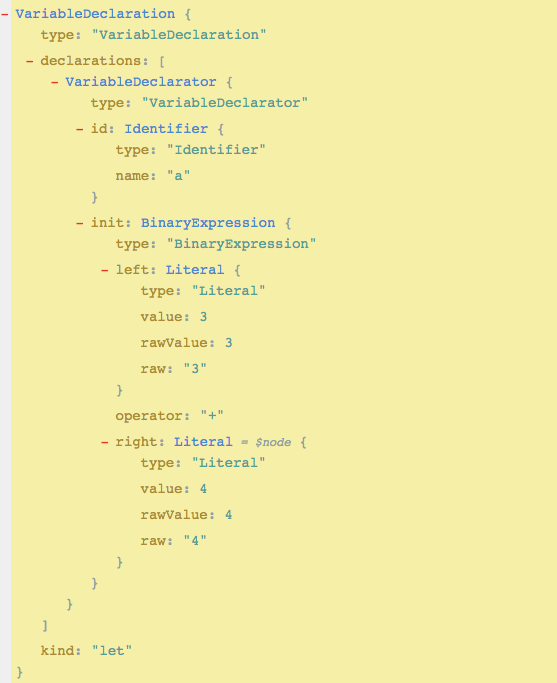 - VariableDeclaration {
type: "VariableDeclaration"
- declarations: [
- VariableDeclarator {
type: "VariableDeclarator"
- id: Identifier {
type: "Identifier"
name: "a"
}
- init: BinaryExpression {
type: "BinaryExpression"
- left: Literal {
type: "Literal"
value: 3
rawValue: 3
raw: "3"
}
operator: "+"
- right: Literal = $node {
type: "Literal"
value: 4
rawValue: 4
raw: "4"
}
}
}
]
kind: "let"
}